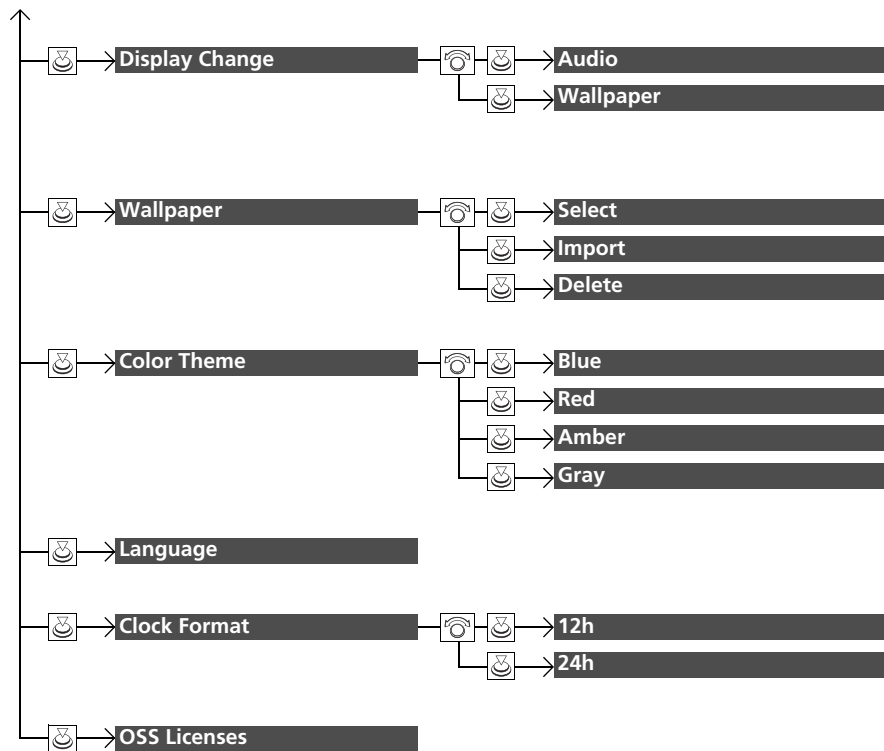 Display Change
Audio
Wallpaper
Wallpaper
Select
Import
Delete
Color Theme
Blue
Red
Amber
Gray
Language
Clock Format
12h
24h
OSS Licenses